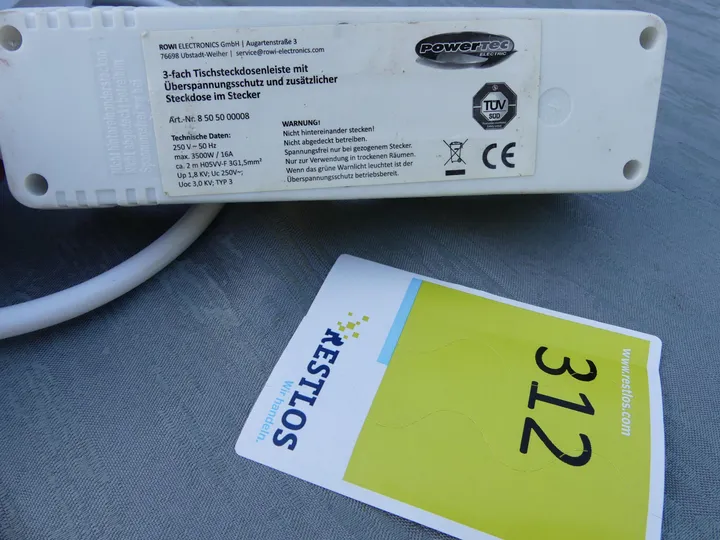 ROWI ELECTRONICS GmbH | Augartenstraße 3
76698 Ubstadt-Weiher | service@rowi-electronics.com
3-fach Tischsteckdosenleiste mit
Überspannungsschutz und zusätzlicher
Steckdose im Stecker
Art.-Nr. 8 50 50 00008
Technische Daten:
250 V ~ 50 Hz
max. 3500W / 16A
ca. 2 m H05VV-F 3G1,5mm²
Up 1,8 KV; Uc 250V~;
Uoc 3,0 KV; TYP 3
WARNUNG!
Nicht hintereinander stecken!
Nicht abgedeckt betreiben.
Spannungsfrei nur bei gezogenem Stecker.
Nur zur Verwendung in trockenen Räumen.
Wenn das grüne Warnlicht leuchtet ist der
Überspannungsschutz betriebsbereit.
POWERTEC
ELECTRIC
TÜV
SÜD
CE
RESTLOS
Wir handeln.
312
www.restlos.com